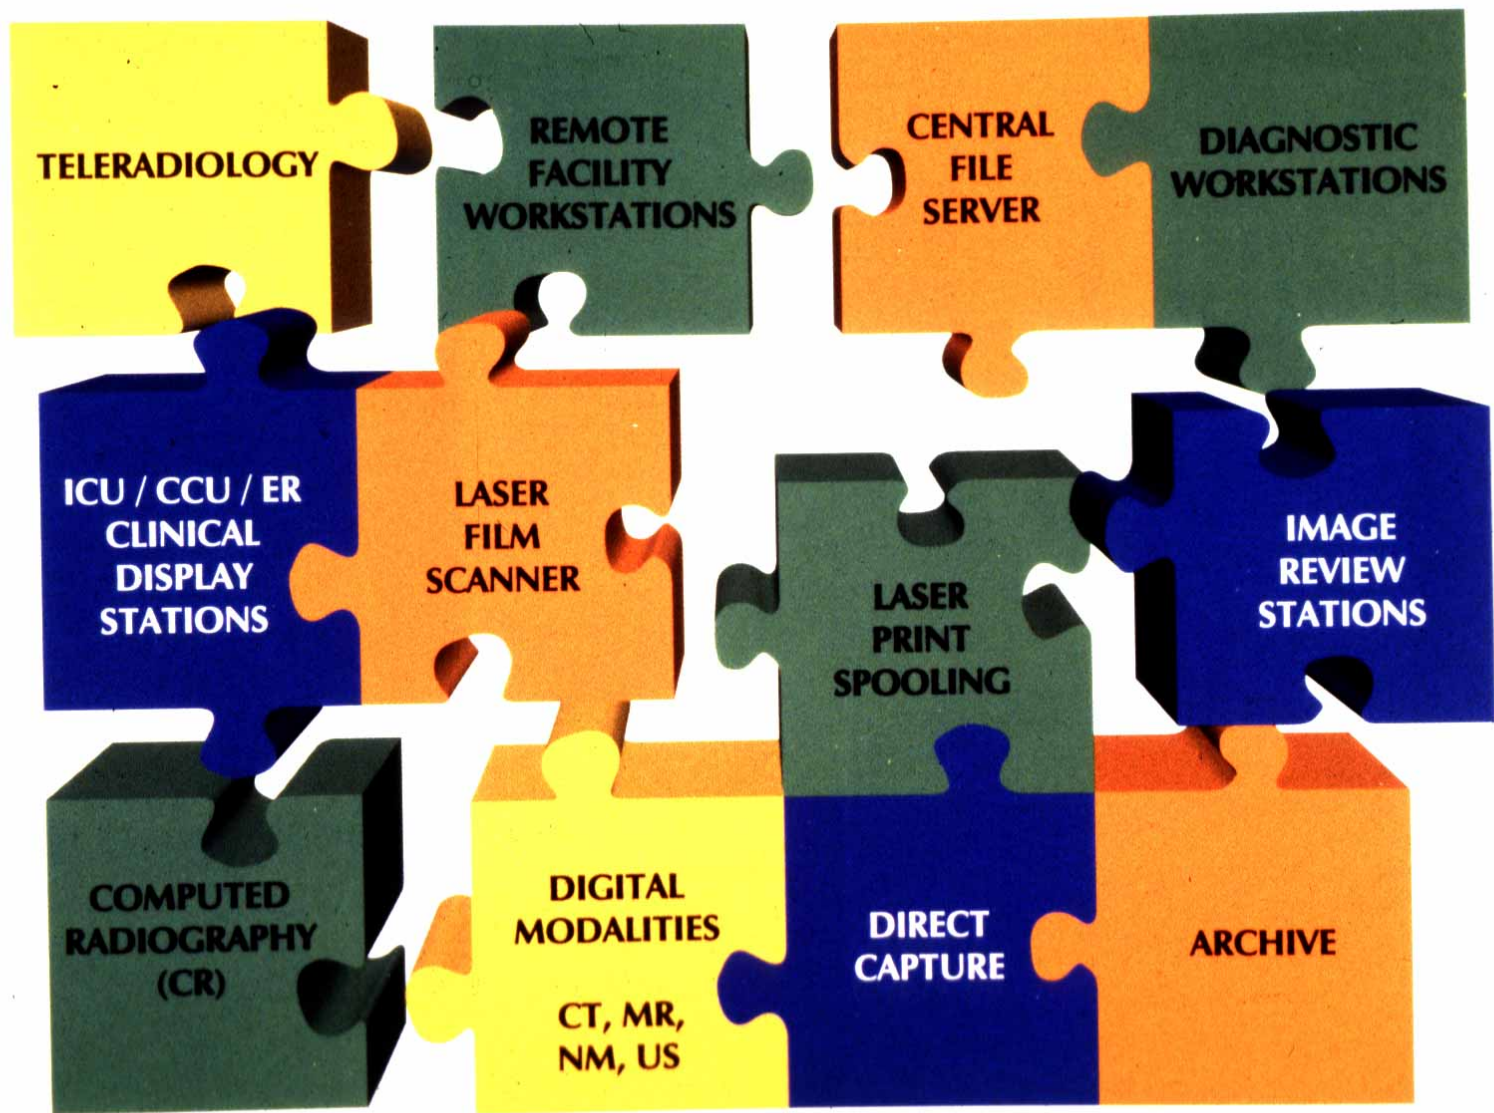 TELERADIOLOGY
REMOTE
FACILITY
WORKSTATIONS
CENTRAL
FILE
SERVER
DIAGNOSTIC
WORKSTATIONS
ICU / CCU / ER
CLINICAL
DISPLAY
STATIONS
LASER
FILM
SCANNER
LASER
PRINT
SPOOLING
IMAGE
REVIEW
STATIONS
COMPUTED
RADIOGRAPHY
(CR)
DIGITAL
MODALITIES
CT, MR,
NM, US
DIRECT
CAPTURE
ARCHIVE